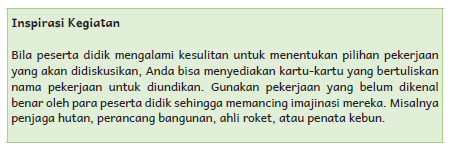 Inspirasi Kegiatan
Bila peserta didik mengalami kesulitan untuk menentukan pilihan pekerjaan
yang akan didiskusikan, Anda bisa menyediakan kartu-kartu yang bertuliskan
nama pekerjaan untuk diundikan. Gunakan pekerjaan yang belum dikenal
benar oleh para peserta didik sehingga memancing imajinasi mereka. Misalnya
penjaga hutan, perancang bangunan, ahli roket, atau penata kebun.